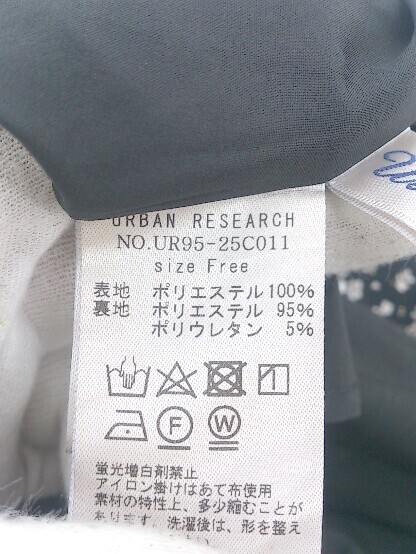 URBAN RESEARCH
NO.UR95-25C011
size Free
表地 ポリエステル 100%
裏地 ポリエステル 95%
ポリウレタン 5%
F
W
蛍光増白剤禁止
アイロン掛けはあて布使用
素材の特性上、多少縮むことが
あります。洗濯後は、形を整え